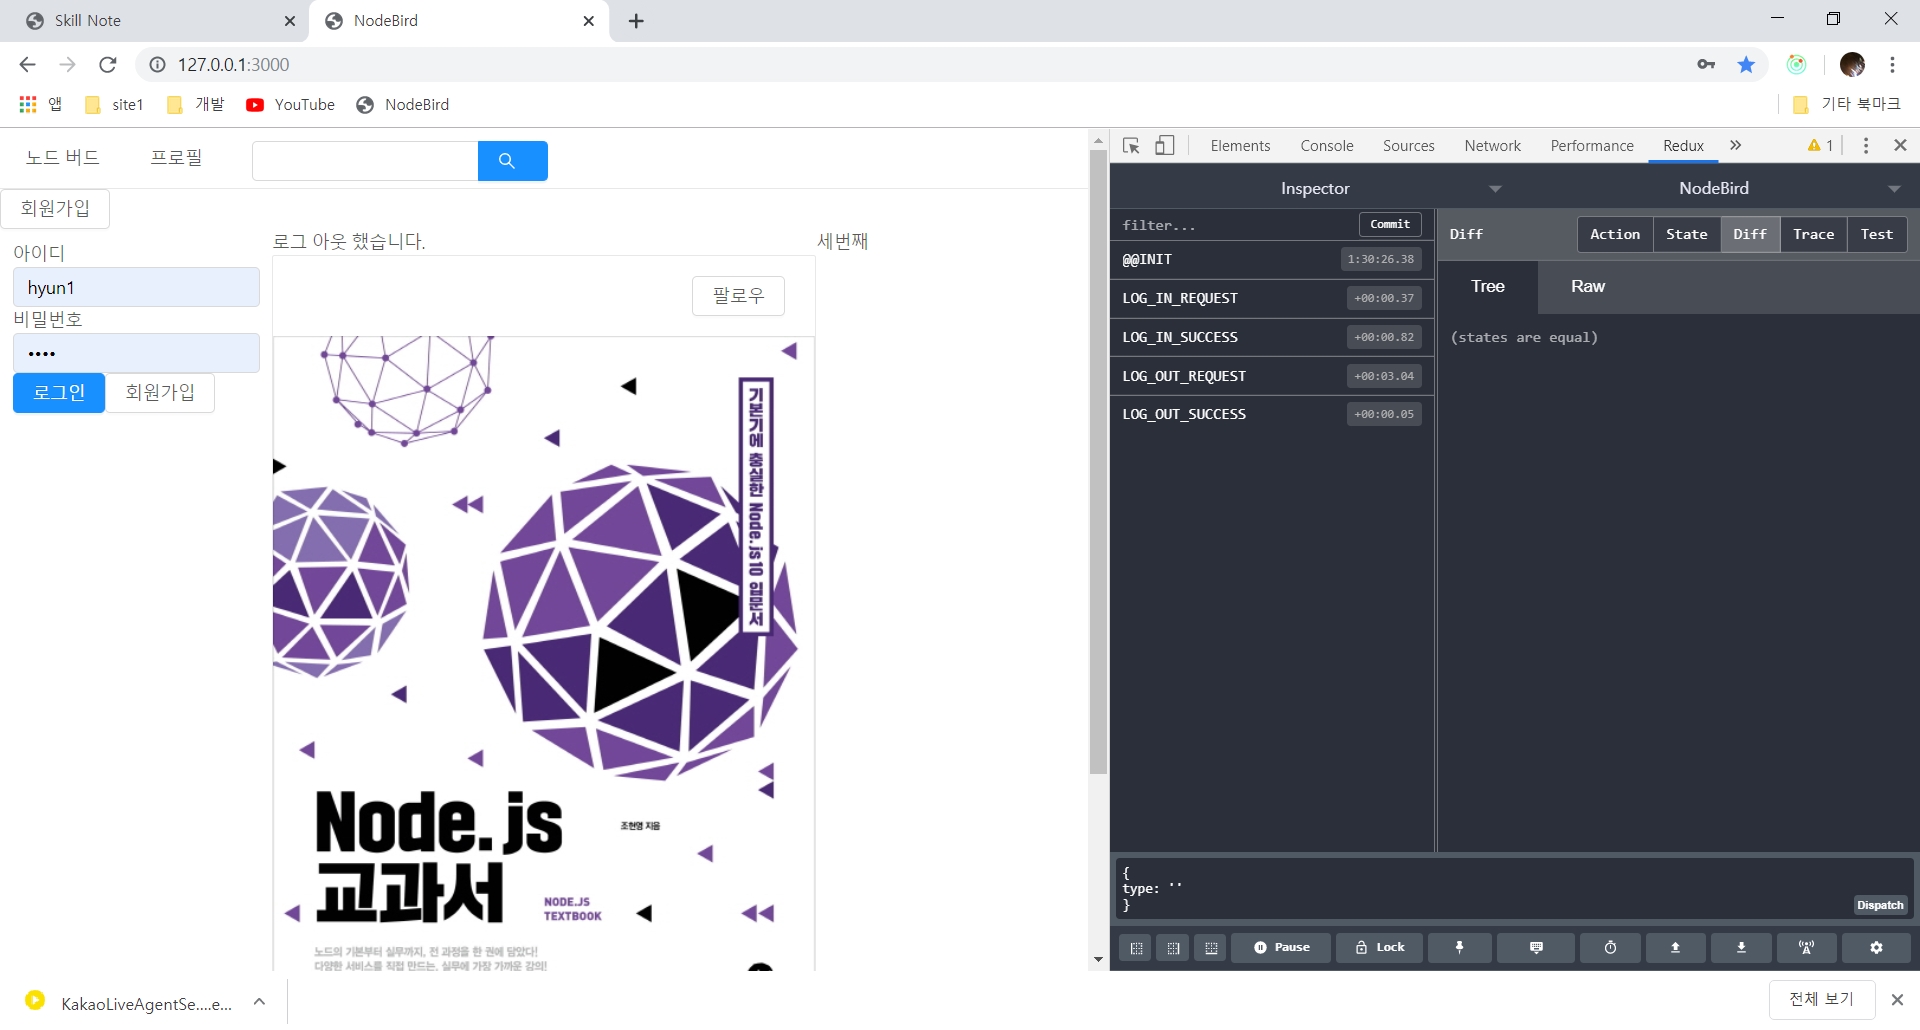 Skill Note
NodeBird
127.0.0.1:3000
앱
site1
개발
YouTube
NodeBird
기타 북마크
노드 버드
프로필
회원가입
아이디
hyun1
비밀번호
••••
로그인
회원가입
로그 아웃 했습니다.
세번째
팔로우
기본기에 충실한 Node.js 10 입문서
Node.js
교과서
조현영 지음
NODE.JS
TEXTBOOK
노드의 기본부터 실무까지, 전 과정을 한 권에 담았다!
다양한 서비스를 직접 만드는, 실무에 가장 가까운 강의!
Elements
Console
Sources
Network
Performance
Redux
1
Inspector
NodeBird
filter...
Commit
@@INIT
1:30:26.38
LOG_IN_REQUEST
+00:00.37
LOG_IN_SUCCESS
+00:00.82
LOG_OUT_REQUEST
+00:03.04
LOG_OUT_SUCCESS
+00:00.05
Diff
Action
State
Diff
Trace
Test
Tree
Raw
(states are equal)
{
type: ''
}
Dispatch
Pause
Lock
KakaoLiveAgentSe....e...
전체 보기